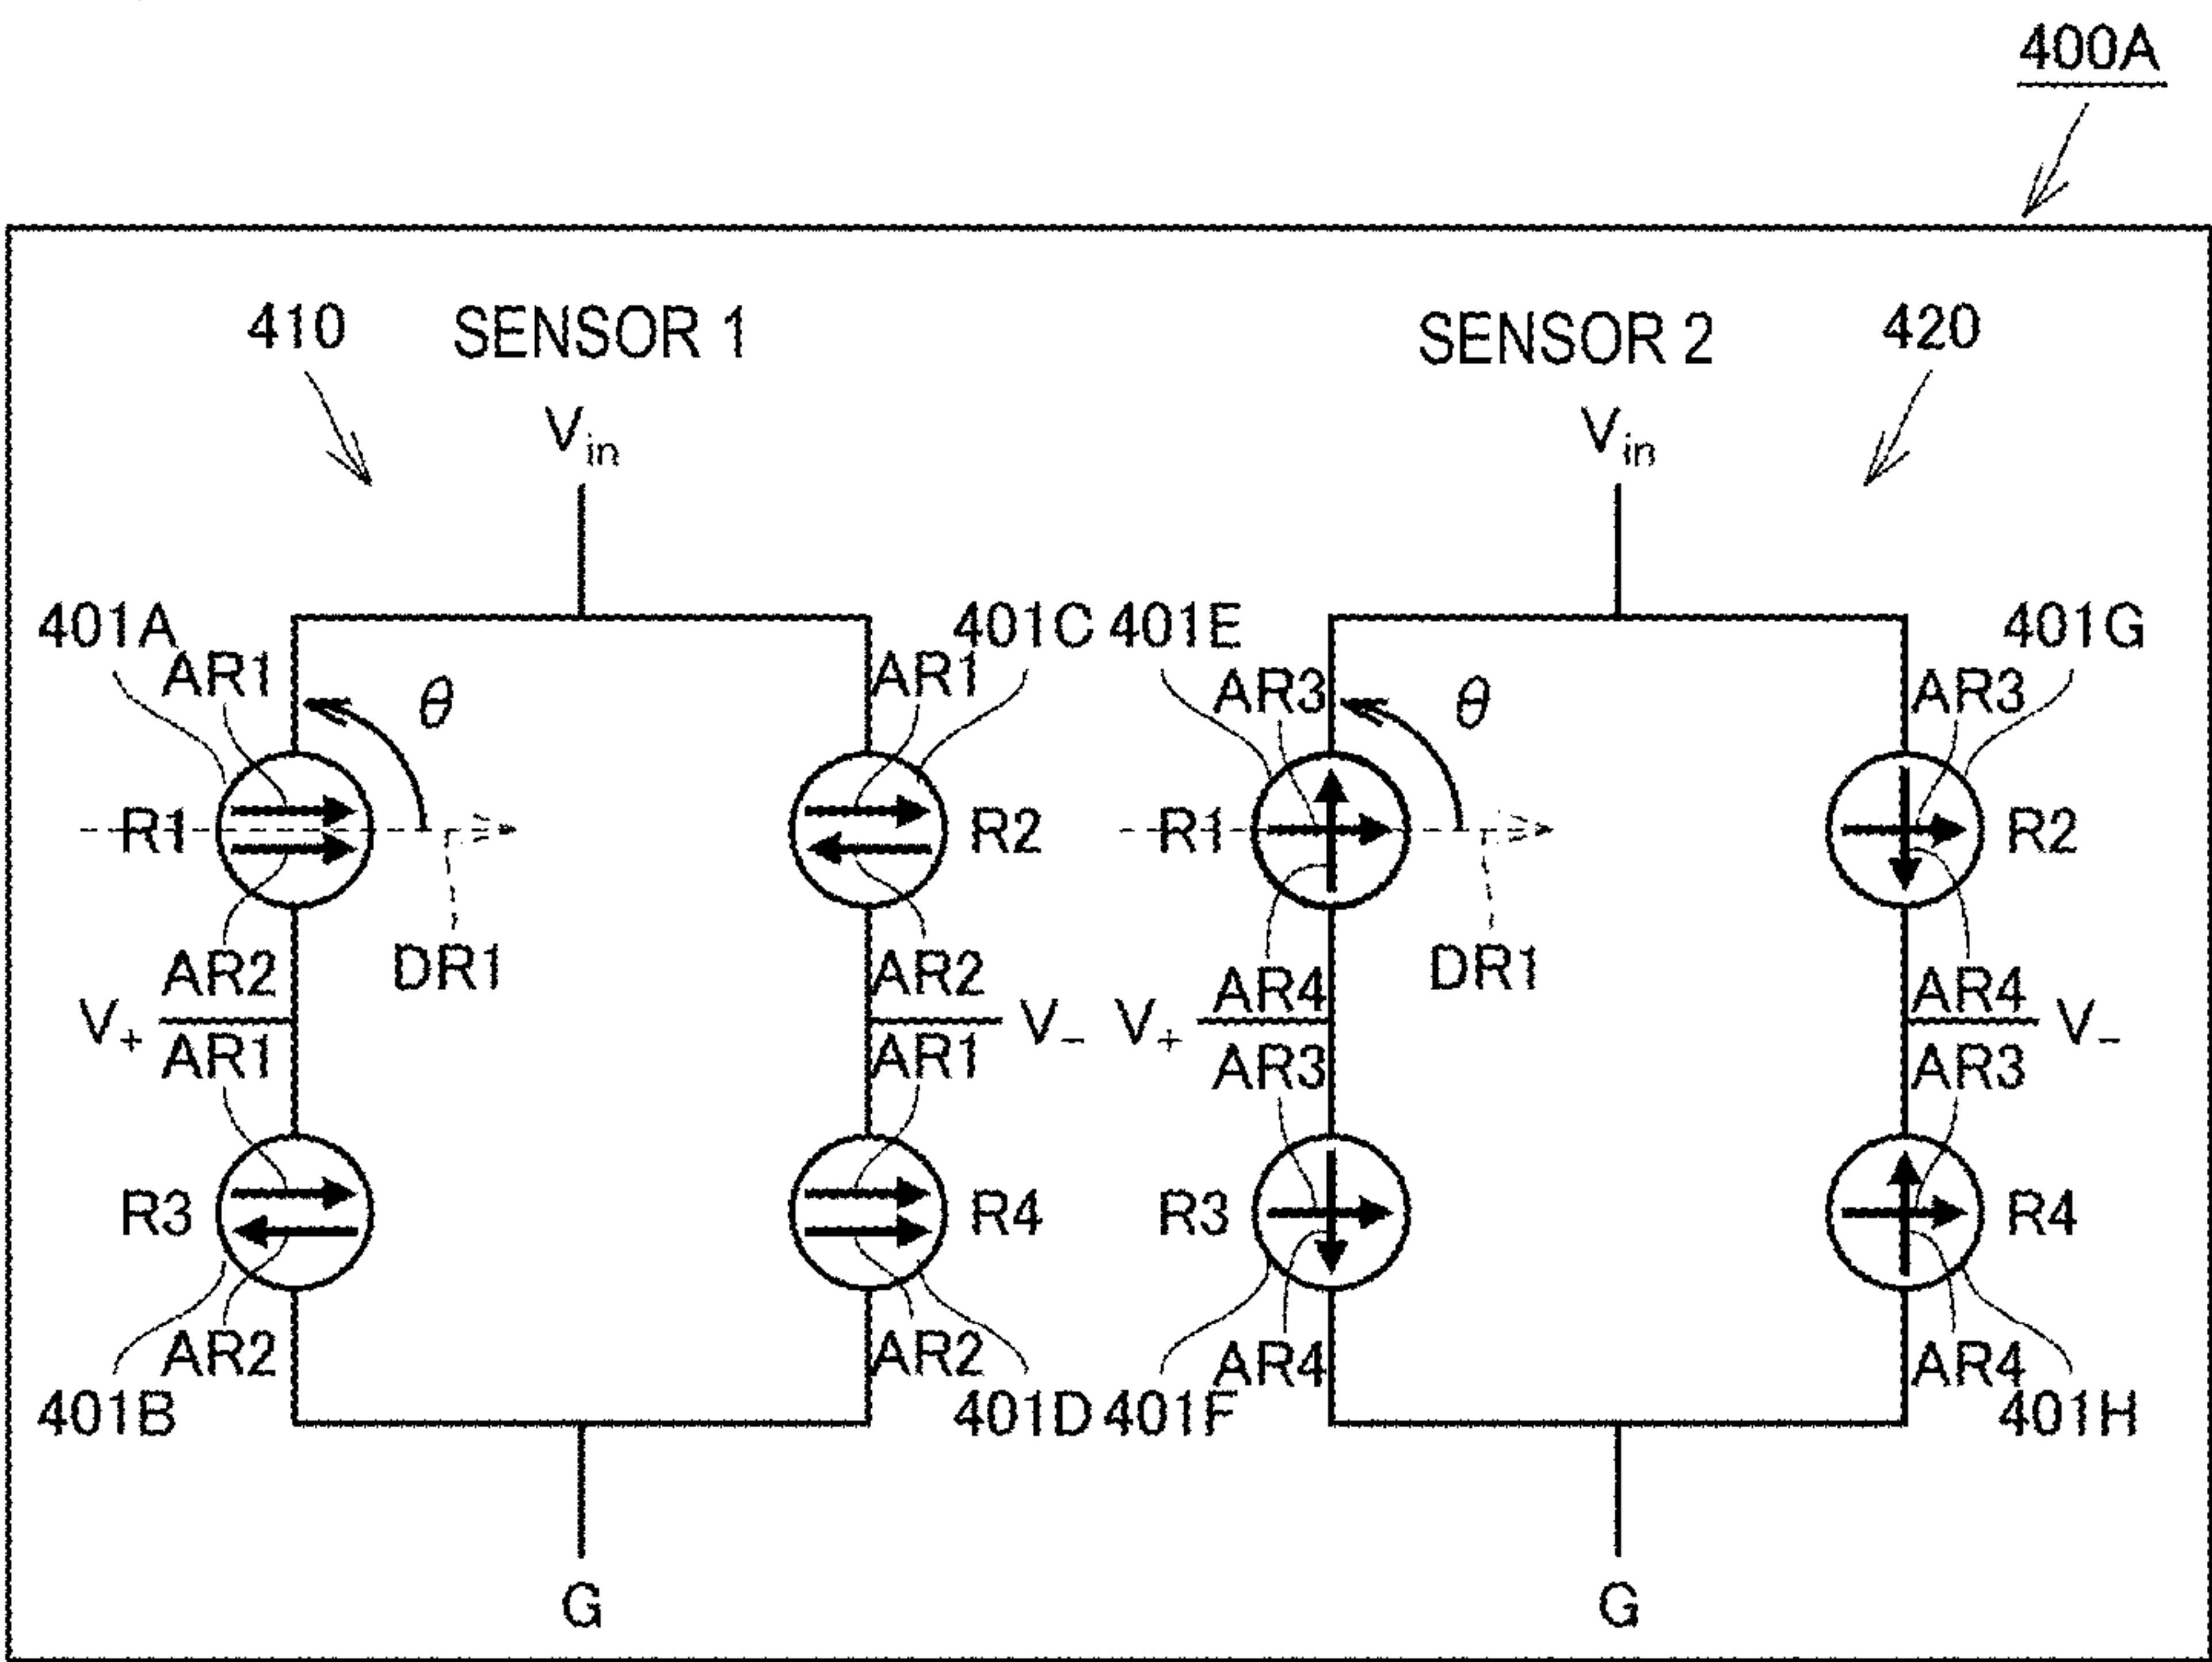 400A
410 SENSOR 1
SENSOR 2 420
Vin
Vin
401A
AR1
θ
AR1
401C
401E
AR3
θ
AR3
401G
R1
R2
R1
R2
AR2
DR1
AR2
AR4
DR1
AR4
V+
V−
V+
V−
AR1
AR1
AR3
AR3
R3
R4
R3
R4
AR2
AR2
AR4
AR4
401B
401D
401F
401H
G
G